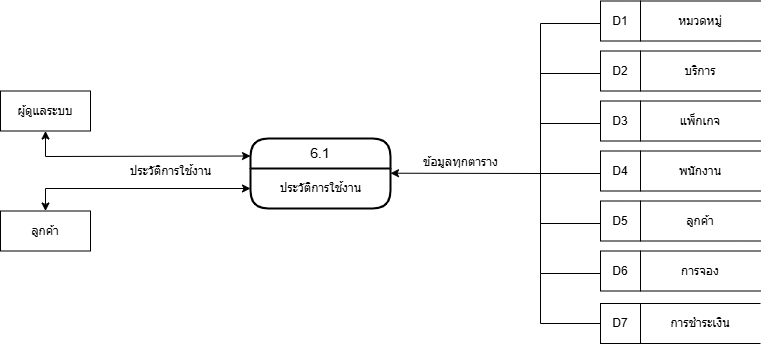 D1 หมวดหมู่
D2 บริการ
ผู้ดูแลระบบ
D3 แพ็กเกจ
6.1
ข้อมูลทุกตาราง
ประวัติการใช้งาน
D4 พนักงาน
ประวัติการใช้งาน
ลูกค้า
D5 ลูกค้า
D6 การจอง
D7 การชำระเงิน